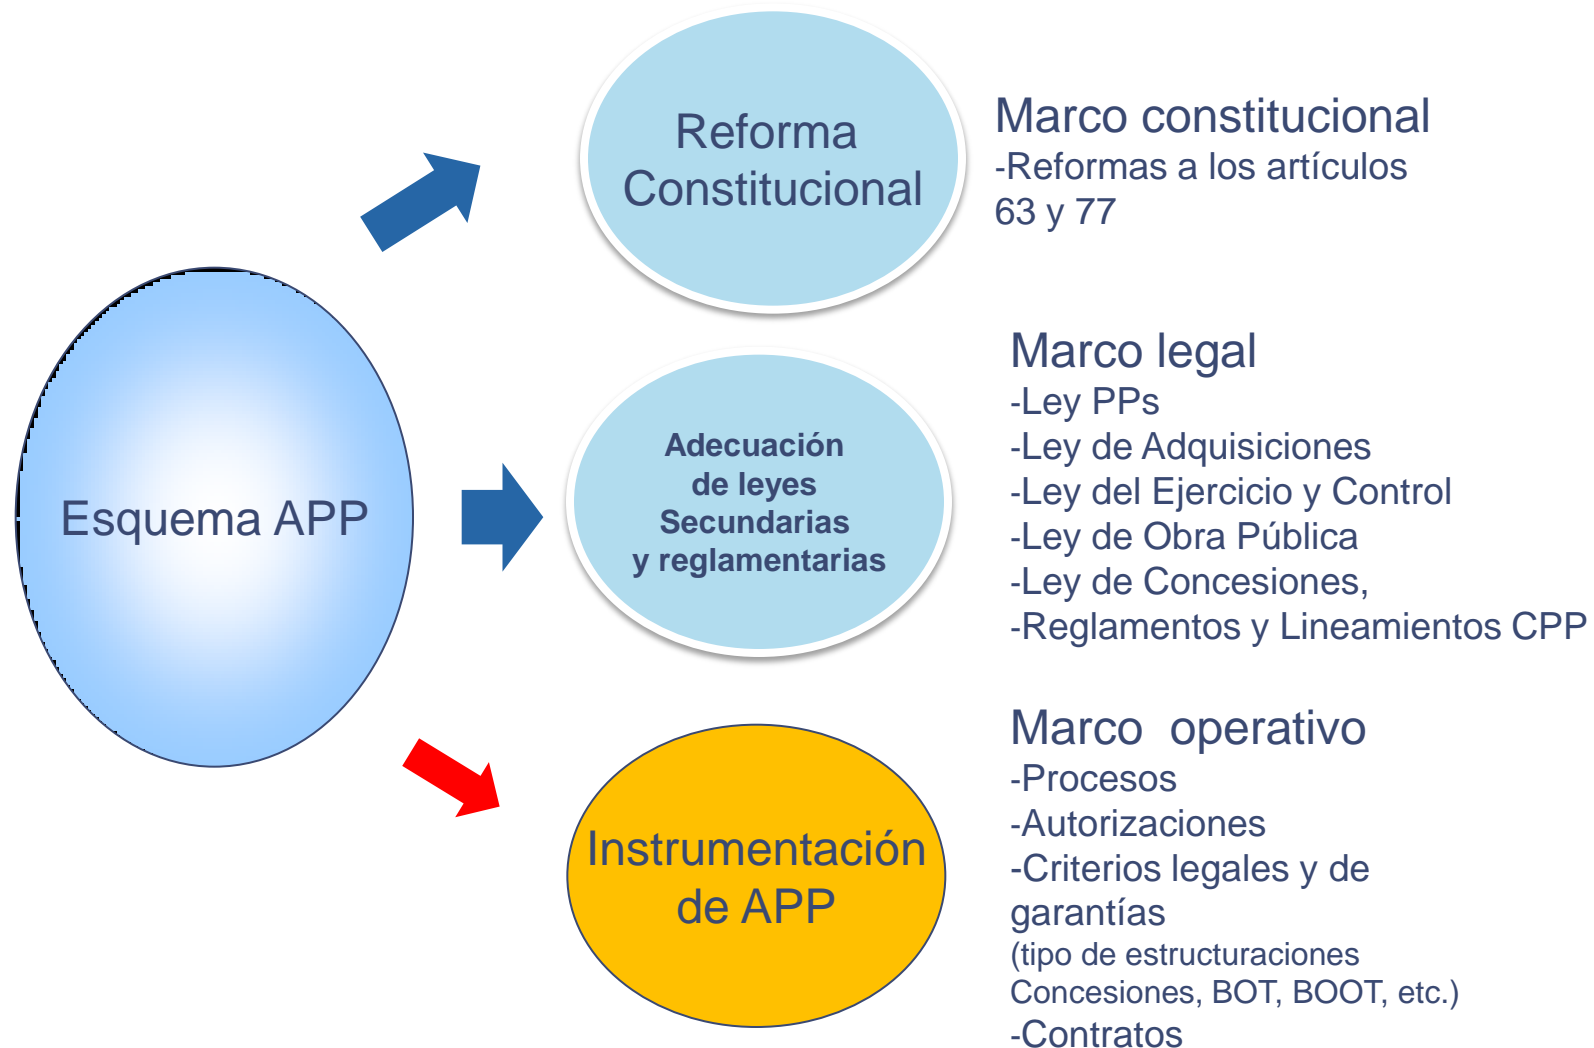 Esquema APP
Reforma
Constitucional
Marco constitucional
-Reformas a los artículos
63 y 77
Adecuación
de leyes
Secundarias
y reglamentarias
Marco legal
-Ley PPs
-Ley de Adquisiciones
-Ley del Ejercicio y Control
-Ley de Obra Pública
-Ley de Concesiones,
-Reglamentos y Lineamientos CPP
Instrumentación
de APP
Marco  operativo
-Procesos
-Autorizaciones
-Criterios legales y de
garantías
(tipo de estructuraciones
Concesiones, BOT, BOOT, etc.)
-Contratos